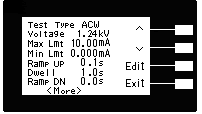 Test Type ACW
Voltage 1.24kV
Max Lmt 10.00mA
Min Lmt 0.000mA
Ramp UP 0.1s
Edit
Dwell 1.0s
Ramp DN 0.0s
Exit
<More>